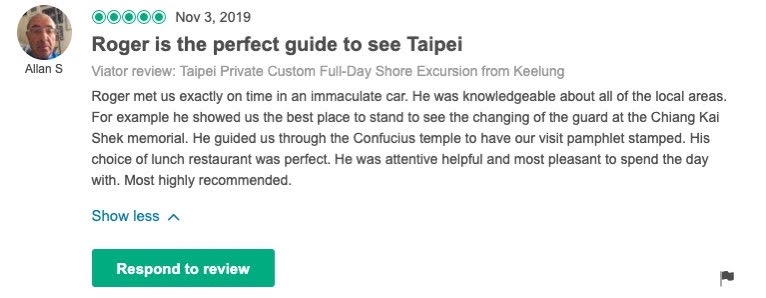 Nov 3, 2019
Roger is the perfect guide to see Taipei
Allan S
Viator review: Taipei Private Custom Full-Day Shore Excursion from Keelung
Roger met us exactly on time in an immaculate car. He was knowledgeable about all of the local areas.
For example he showed us the best place to stand to see the changing of the guard at the Chiang Kai
Shek memorial. He guided us through the Confucius temple to have our visit pamphlet stamped. His
choice of lunch restaurant was perfect. He was attentive helpful and most pleasant to spend the day
with. Most highly recommended.
Show less
Respond to review